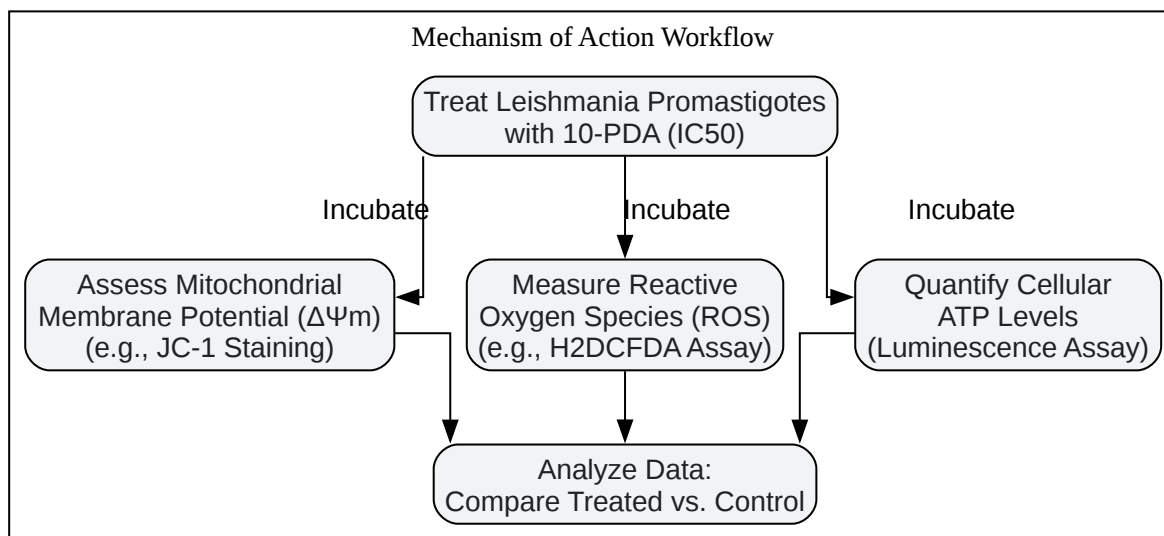 Mechanism of Action Workflow
Treat Leishmania Promastigotes
with 10-PDA (IC50)
Incubate
Incubate
Incubate
Assess Mitochondrial
Membrane Potential (ΔΨm)
(e.g., JC-1 Staining)
Measure Reactive
Oxygen Species (ROS)
(e.g., H2DCFDA Assay)
Quantify Cellular
ATP Levels
(Luminescence Assay)
Analyze Data:
Compare Treated vs. Control